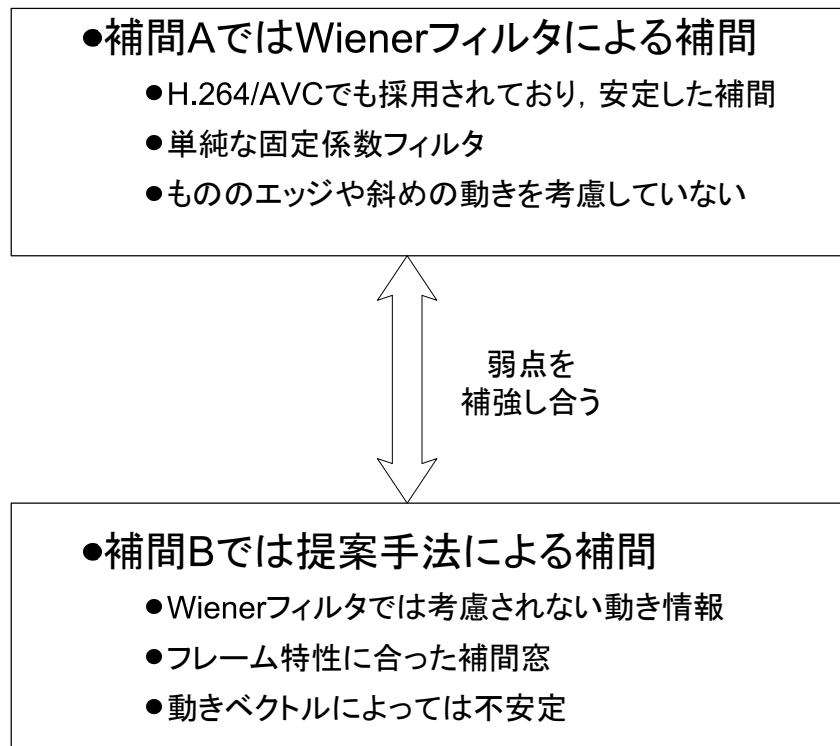 ●補間AではWienerフィルタによる補間
●H.264/AVCでも採用されており，安定した補間
●単純な固定係数フィルタ
●もののエッジや斜めの動きを考慮していない
弱点を
補強し合う
●補間Bでは提案手法による補間
●Wienerフィルタでは考慮されない動き情報
●フレーム特性に合った補間窓
●動きベクトルによっては不安定